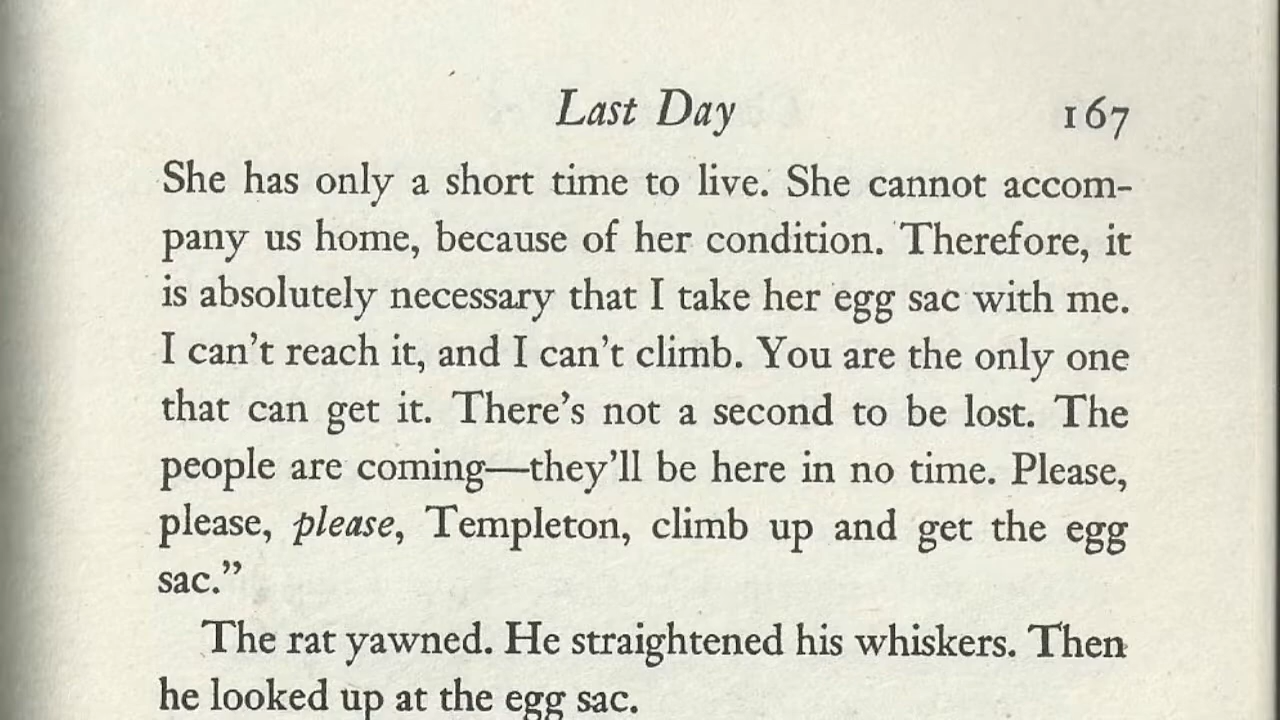 Last Day 167
She has only a short time to live. She cannot accom-
pany us home, because of her condition. Therefore, it
is absolutely necessary that I take her egg sac with me.
I can’t reach it, and I can’t climb. You are the only one
that can get it. There’s not a second to be lost. The
people are coming—they’ll be here in no time. Please,
please, please, Templeton, climb up and get the egg
sac.”
The rat yawned. He straightened his whiskers. Then
he looked up at the egg sac.